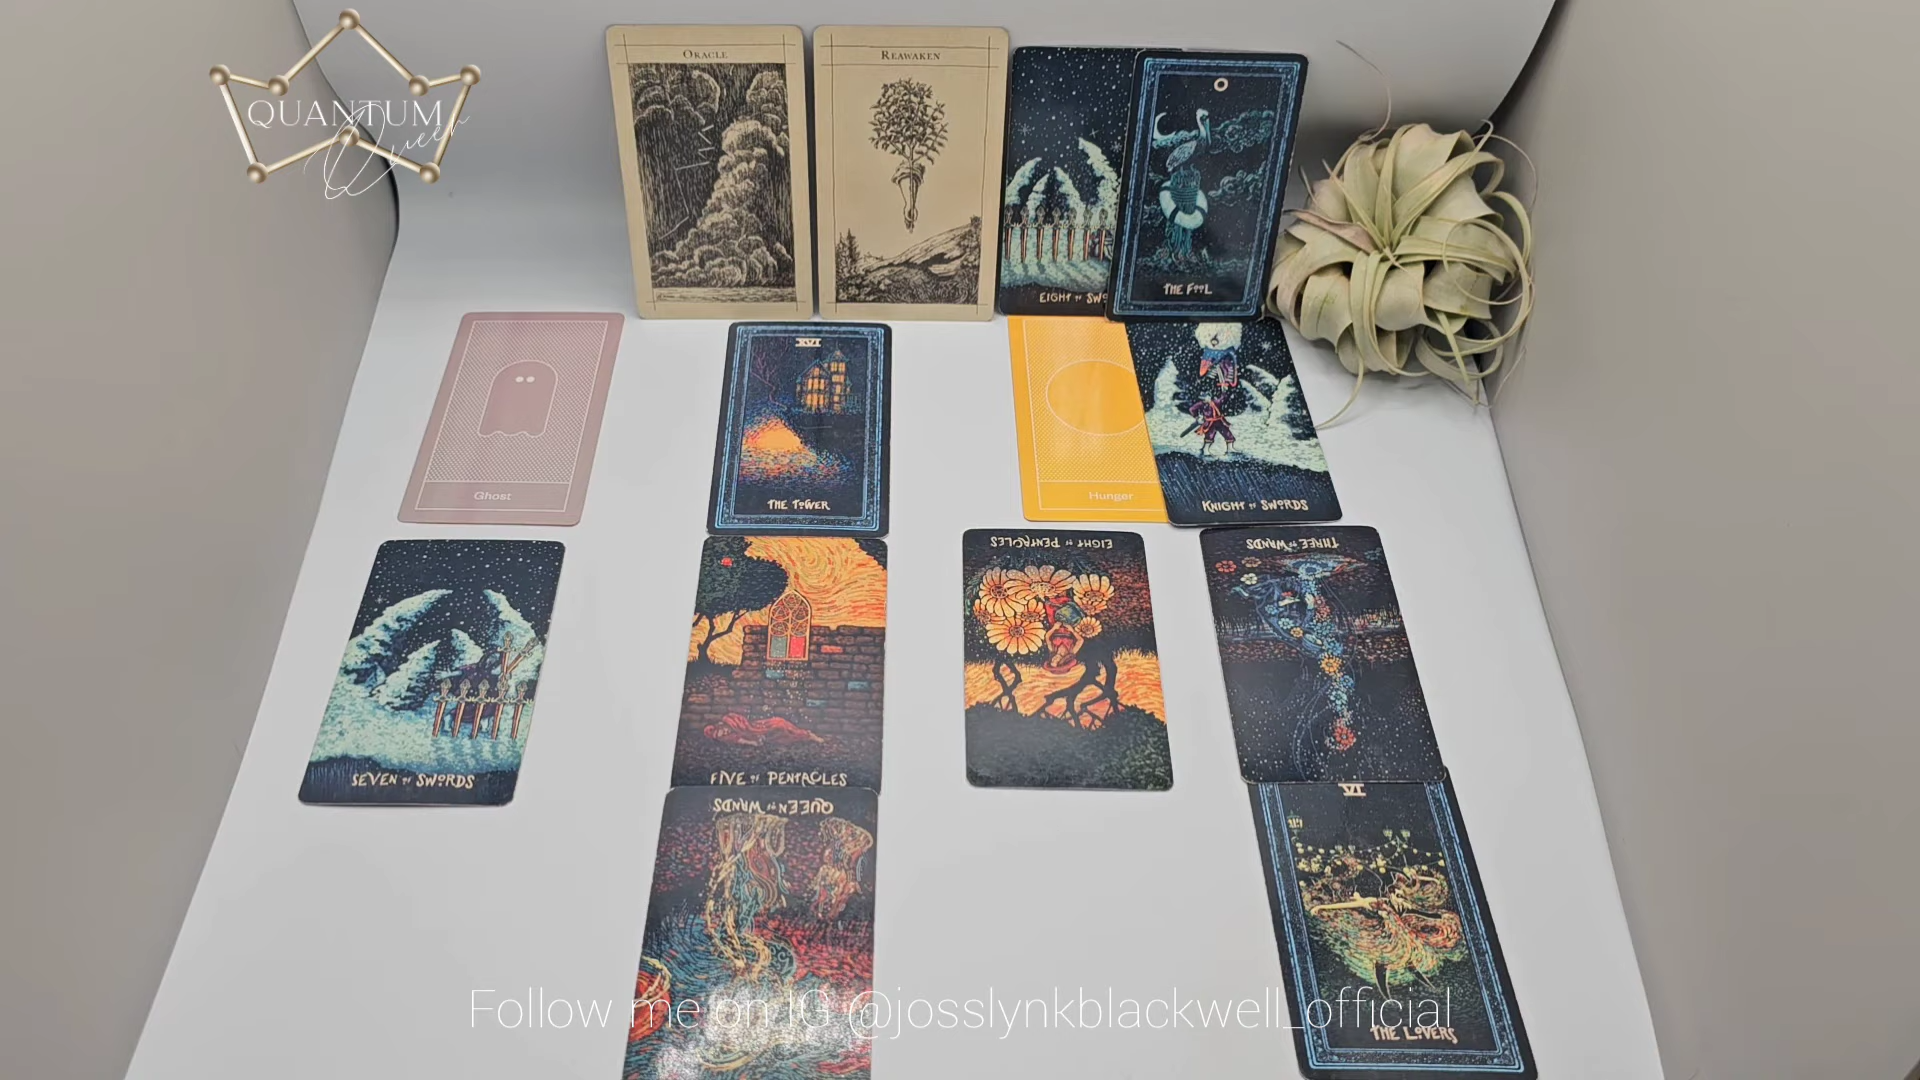 QUANTUM
Queen
ORACLE
REAWAKEN
EIGHT OF SWO
THE FOOL
Ghost
XVI
THE TOWER
Hunger
KNIGHT OF SWORDS
SEVEN OF SWORDS
FIVE OF PENTACLES
EIGHT OF PENTACLES
THREE OF WANDS
QUEEN OF WANDS
VI
THE LOVERS
Follow me on IG @josslynkblackwell_official